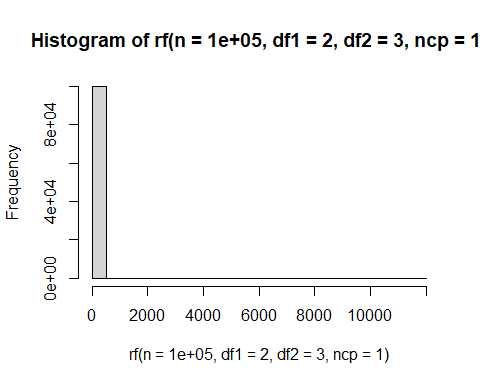 Histogram of rf(n = 1e+05, df1 = 2, df2 = 3, ncp = 1
Frequency
8e+04
4e+04
0e+00
0 2000 4000 6000 8000 10000
rf(n = 1e+05, df1 = 2, df2 = 3, ncp = 1)